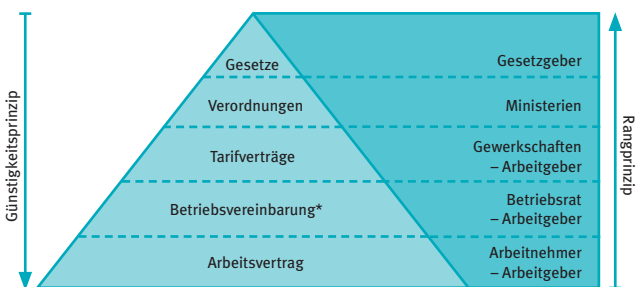 Günstigkeitsprinzip
Gesetze
Gesetzgeber
Verordnungen
Ministerien
Tarifverträge
Gewerkschaften
– Arbeitgeber
Betriebsvereinbarung*
Betriebsrat
– Arbeitgeber
Arbeitsvertrag
Arbeitnehmer
– Arbeitgeber
Rangprinzip